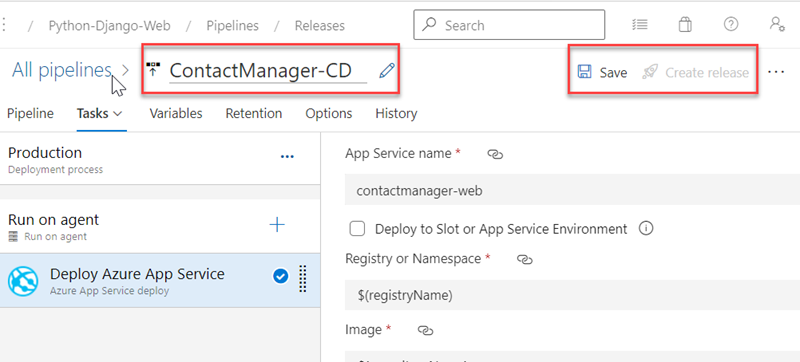 / Python-Django-Web / Pipelines / Releases
Search
All pipelines > ContactManager-CD
Save Create release ...
Pipeline Tasks Variables Retention Options History
Production ...
Deployment process
Run on agent
Run on agent
Deploy Azure App Service
Azure App Service deploy
App Service name *
contactmanager-web
Deploy to Slot or App Service Environment
Registry or Namespace *
$(registryName)
Image *